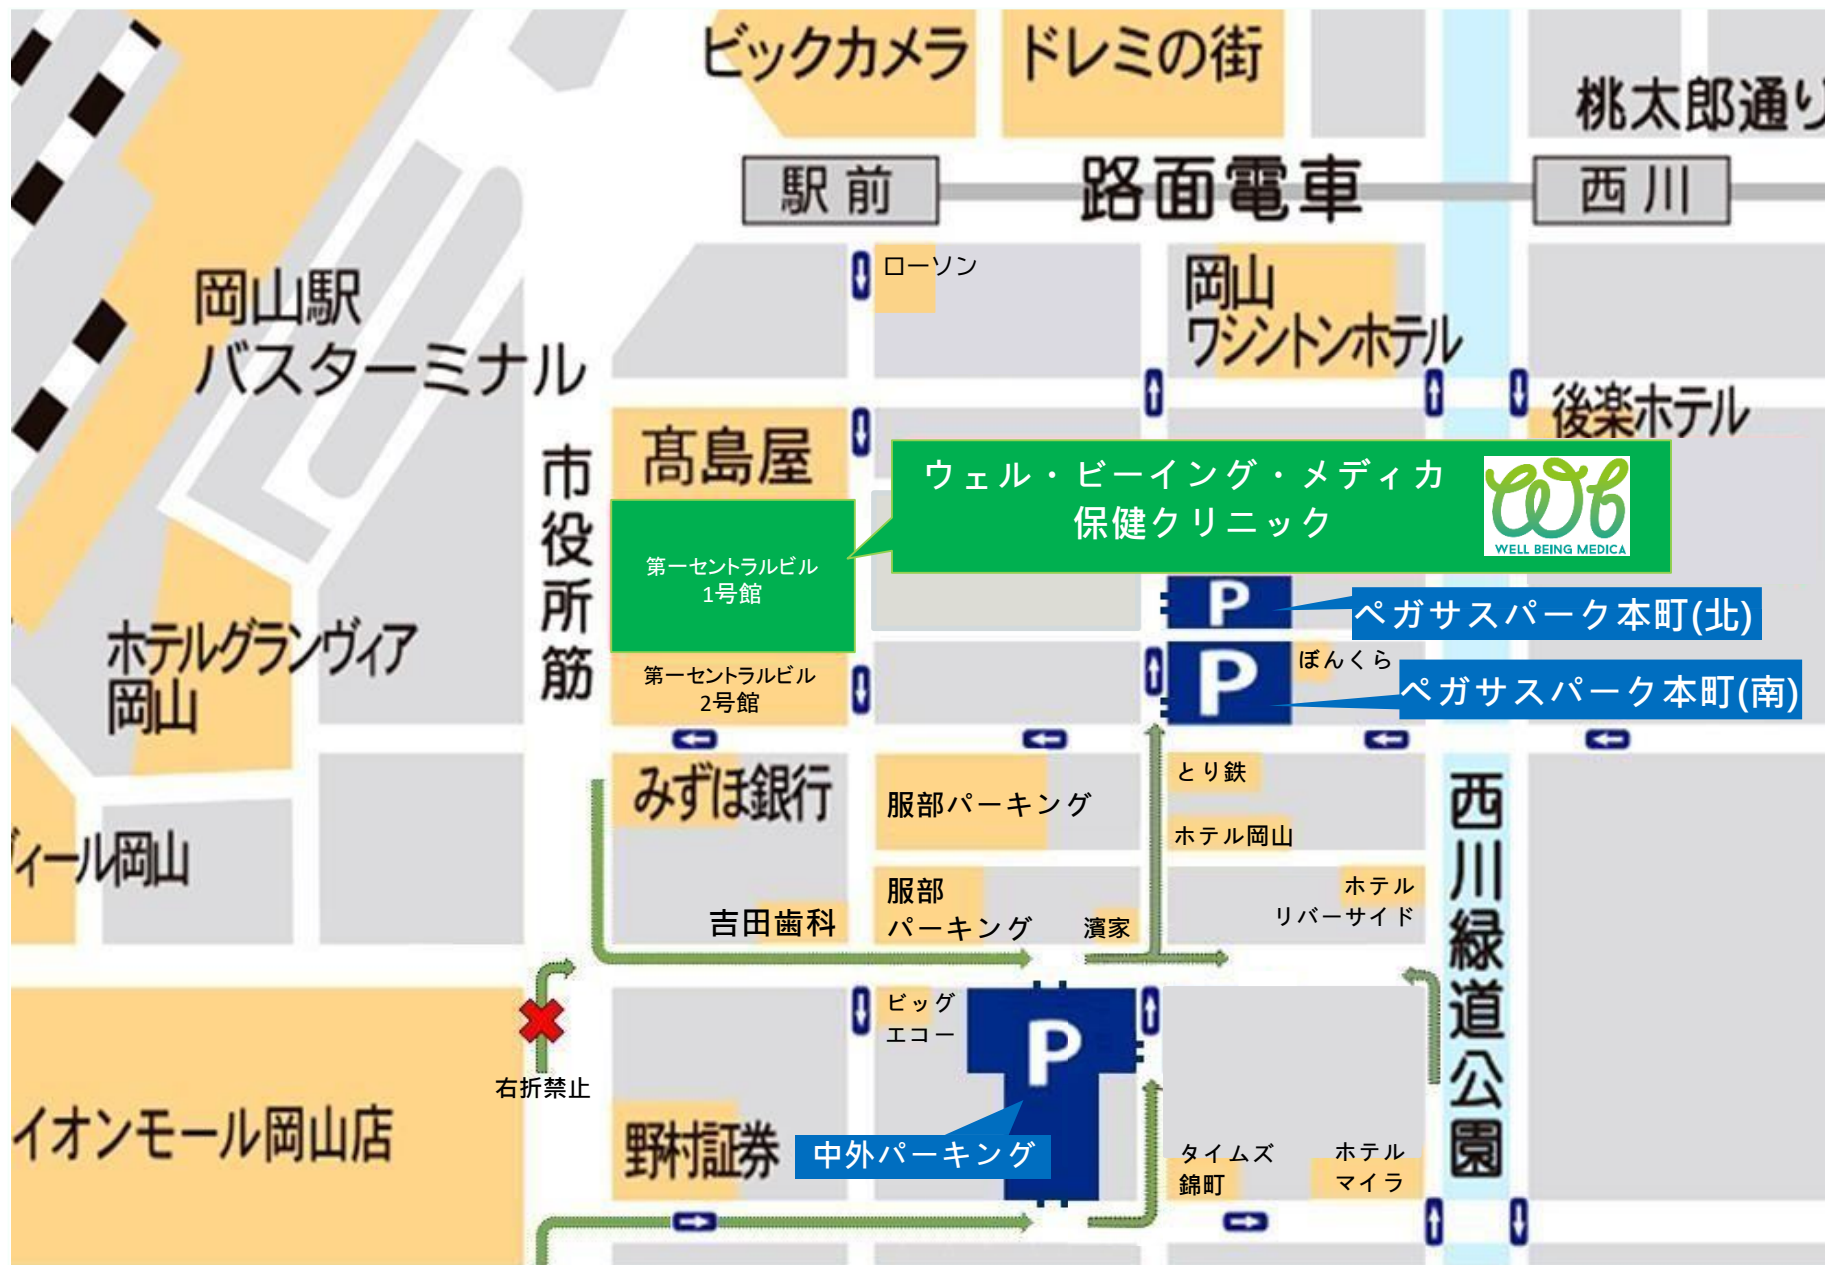 ビックカメラ
ドレミの街
桃太郎通り
駅前
路面電車
西川
ローソン
岡山
ワシントンホテル
岡山駅
バスターミナル
後楽ホテル
髙島屋
市役所筋
ウェル・ビーイング・メディカ
保健クリニック
WELL BEING MEDICA
第一セントラルビル
1号館
P
ペガサスパーク本町(北)
ホテルグランヴィア
岡山
第一セントラルビル
2号館
P
ぼんくら
ペガサスパーク本町(南)
みずほ銀行
服部パーキング
とり鉄
ホテル岡山
西川緑道公園
ヴィール岡山
吉田歯科
服部
パーキング
濱家
ホテル
リバーサイド
ビッグ
エコー
P
右折禁止
イオンモール岡山店
野村証券
中外パーキング
タイムズ
錦町
ホテル
マイラ